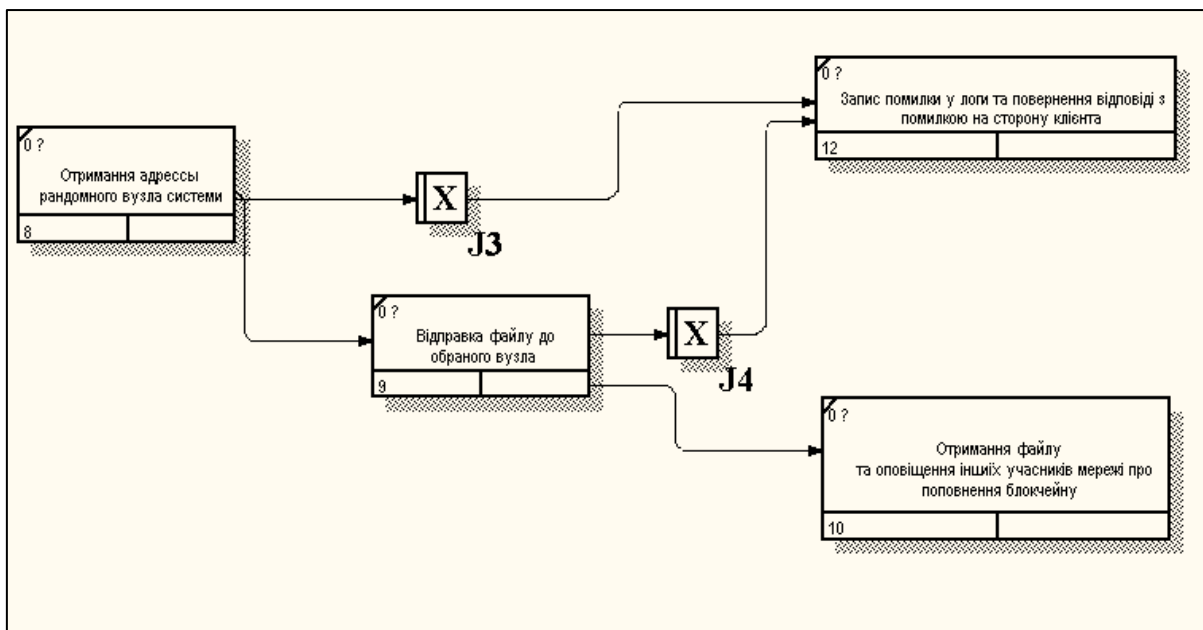 0 ?
Запис помилки у логи та повернення відповіді з
помилкою на сторону клієнта
12
0 ?
Отримання адрессы
рандомного вузла системи
8
X
J3
0 ?
Відправка файлу до
обраного вузла
9
X
J4
0 ?
Отримання файлу
та оповіщення інших учасників мережі про
поповнення блокчейну
10